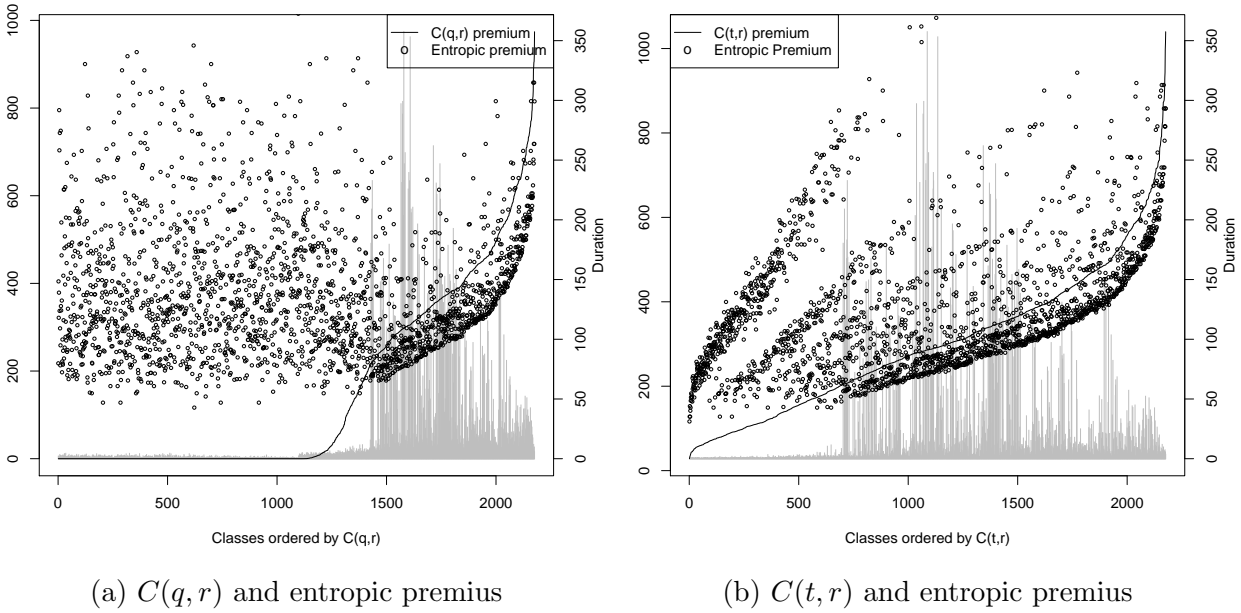 C(q,r) premium
Entropic premium
0 200 400 600 800 1000
0 50 100 150 200 250 300 350
Duration
0 500 1000 1500 2000
Classes ordered by C(q,r)
(a) C(q, r) and entropic premius
C(t,r) premium
Entropic Premium
0 200 400 600 800 1000
0 50 100 150 200 250 300 350
Duration
0 500 1000 1500 2000
Classes ordered by C(t,r)
(b) C(t, r) and entropic premius